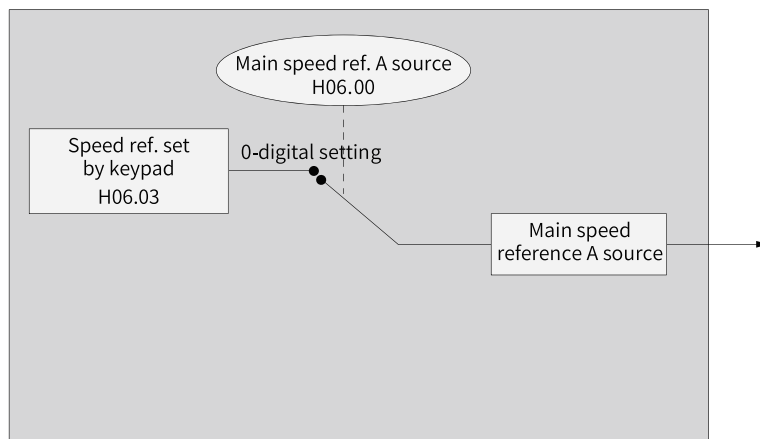 Main speed ref. A source
H06.00
Speed ref. set
by keypad
H06.03
0-digital setting
Main speed
reference A source